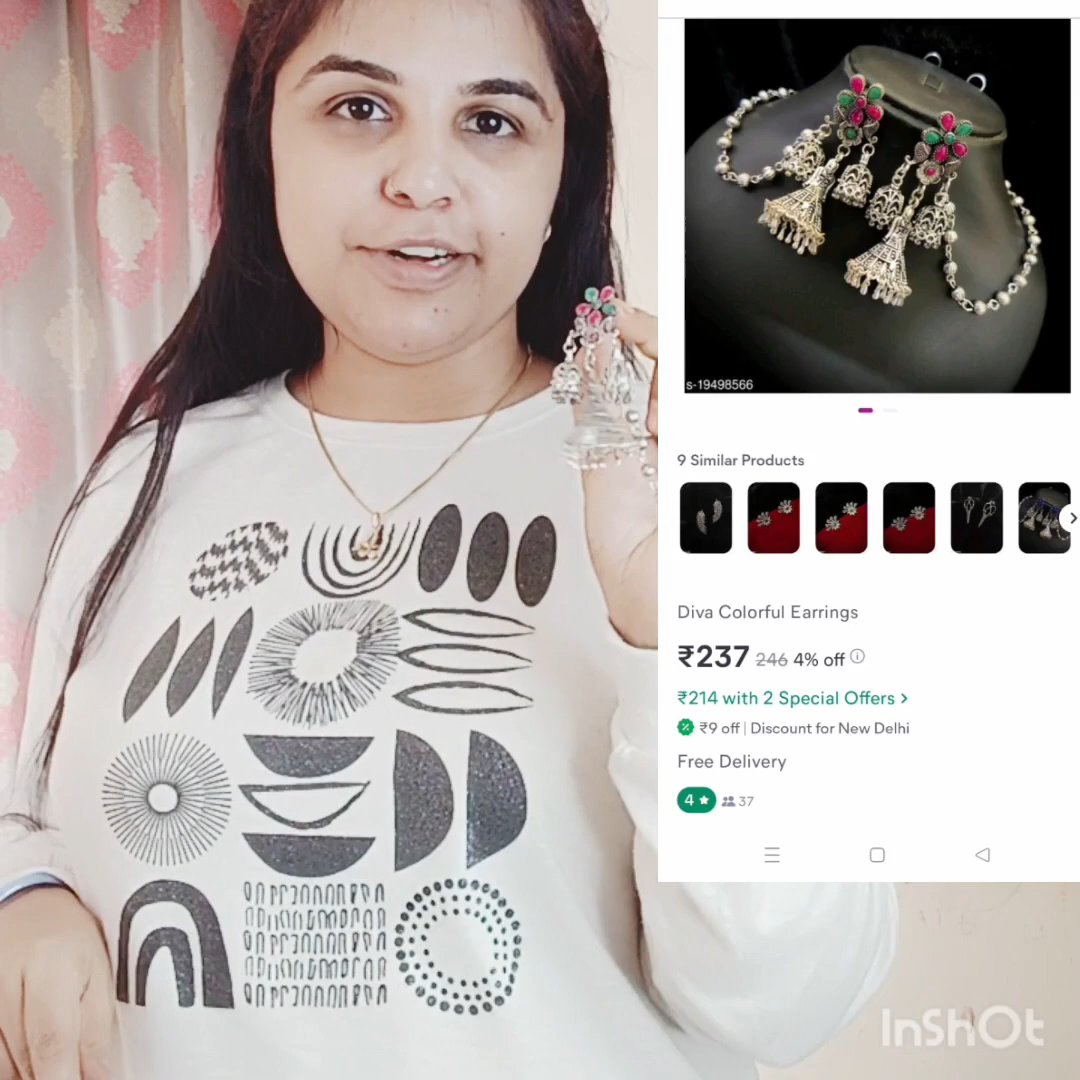 s-19498566
9 Similar Products
Diva Colorful Earrings
₹237 246 4% off
₹214 with 2 Special Offers >
₹9 off | Discount for New Delhi
Free Delivery
4 ★ 37
InShOt